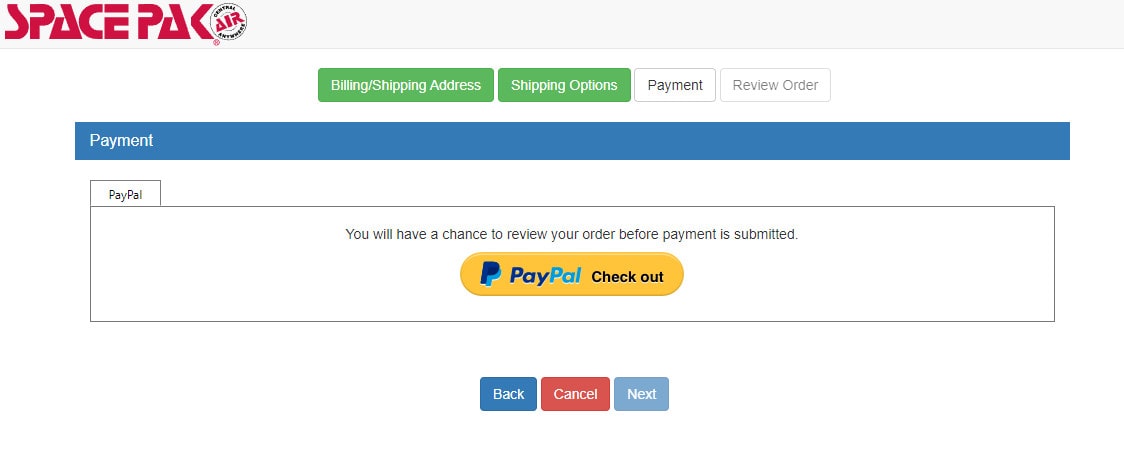 SPACE PAK® CENTRAL AIR ANYWHERE
Billing/Shipping Address Shipping Options Payment Review Order
Payment
PayPal
You will have a chance to review your order before payment is submitted.
PayPal Check out
Back Cancel Next